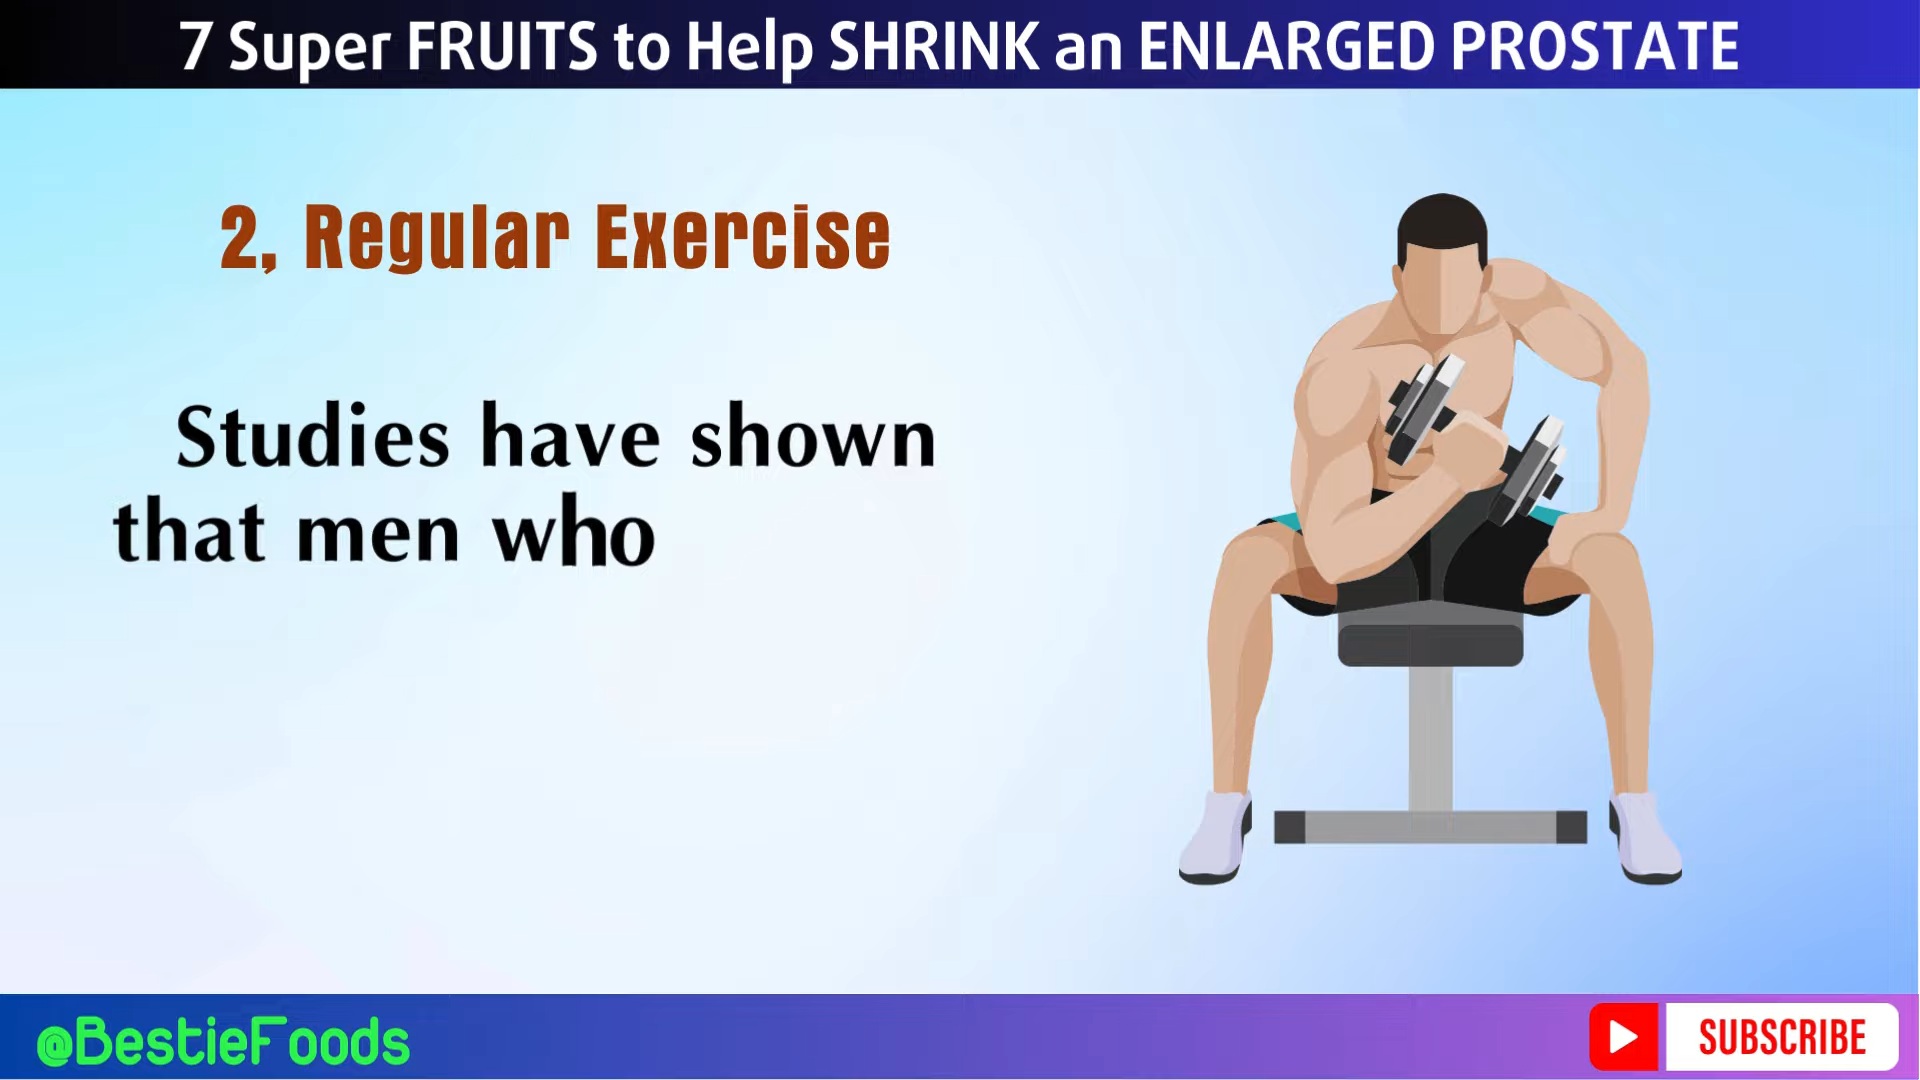 7 Super FRUITS to Help SHRINK an ENLARGED PROSTATE
2, Regular Exercise
Studies have shown
that men who
@BestieFoods
SUBSCRIBE